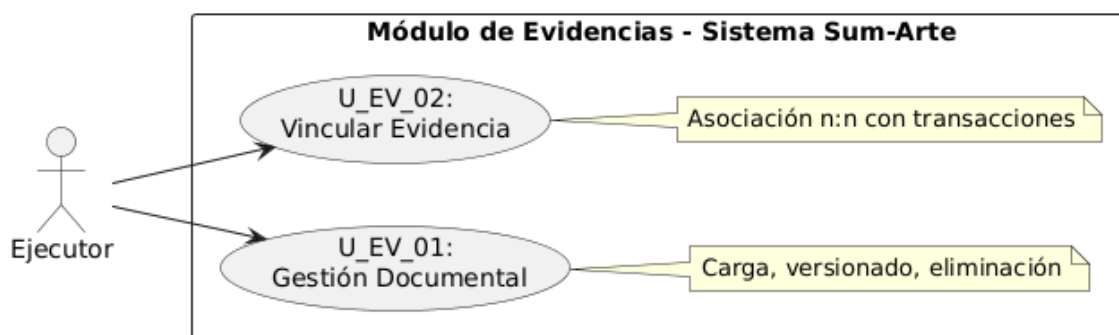 Módulo de Evidencias - Sistema Sum-Arte
U_EV_02:
Vincular Evidencia
Asociación n:n con transacciones
Ejecutor
U_EV_01:
Gestión Documental
Carga, versionado, eliminación